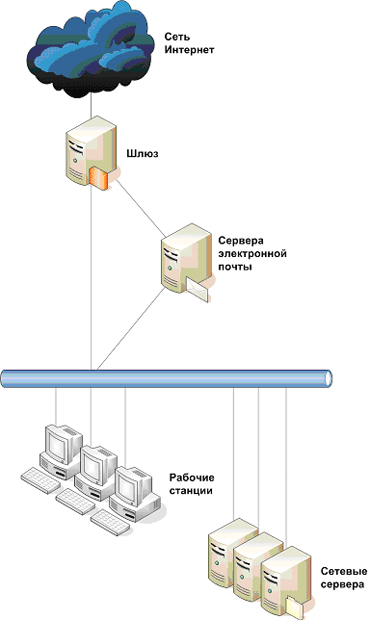 Сеть
Интернет
Шлюз
Сервера
электронной
почты
Рабочие
станции
Сетевые
сервера